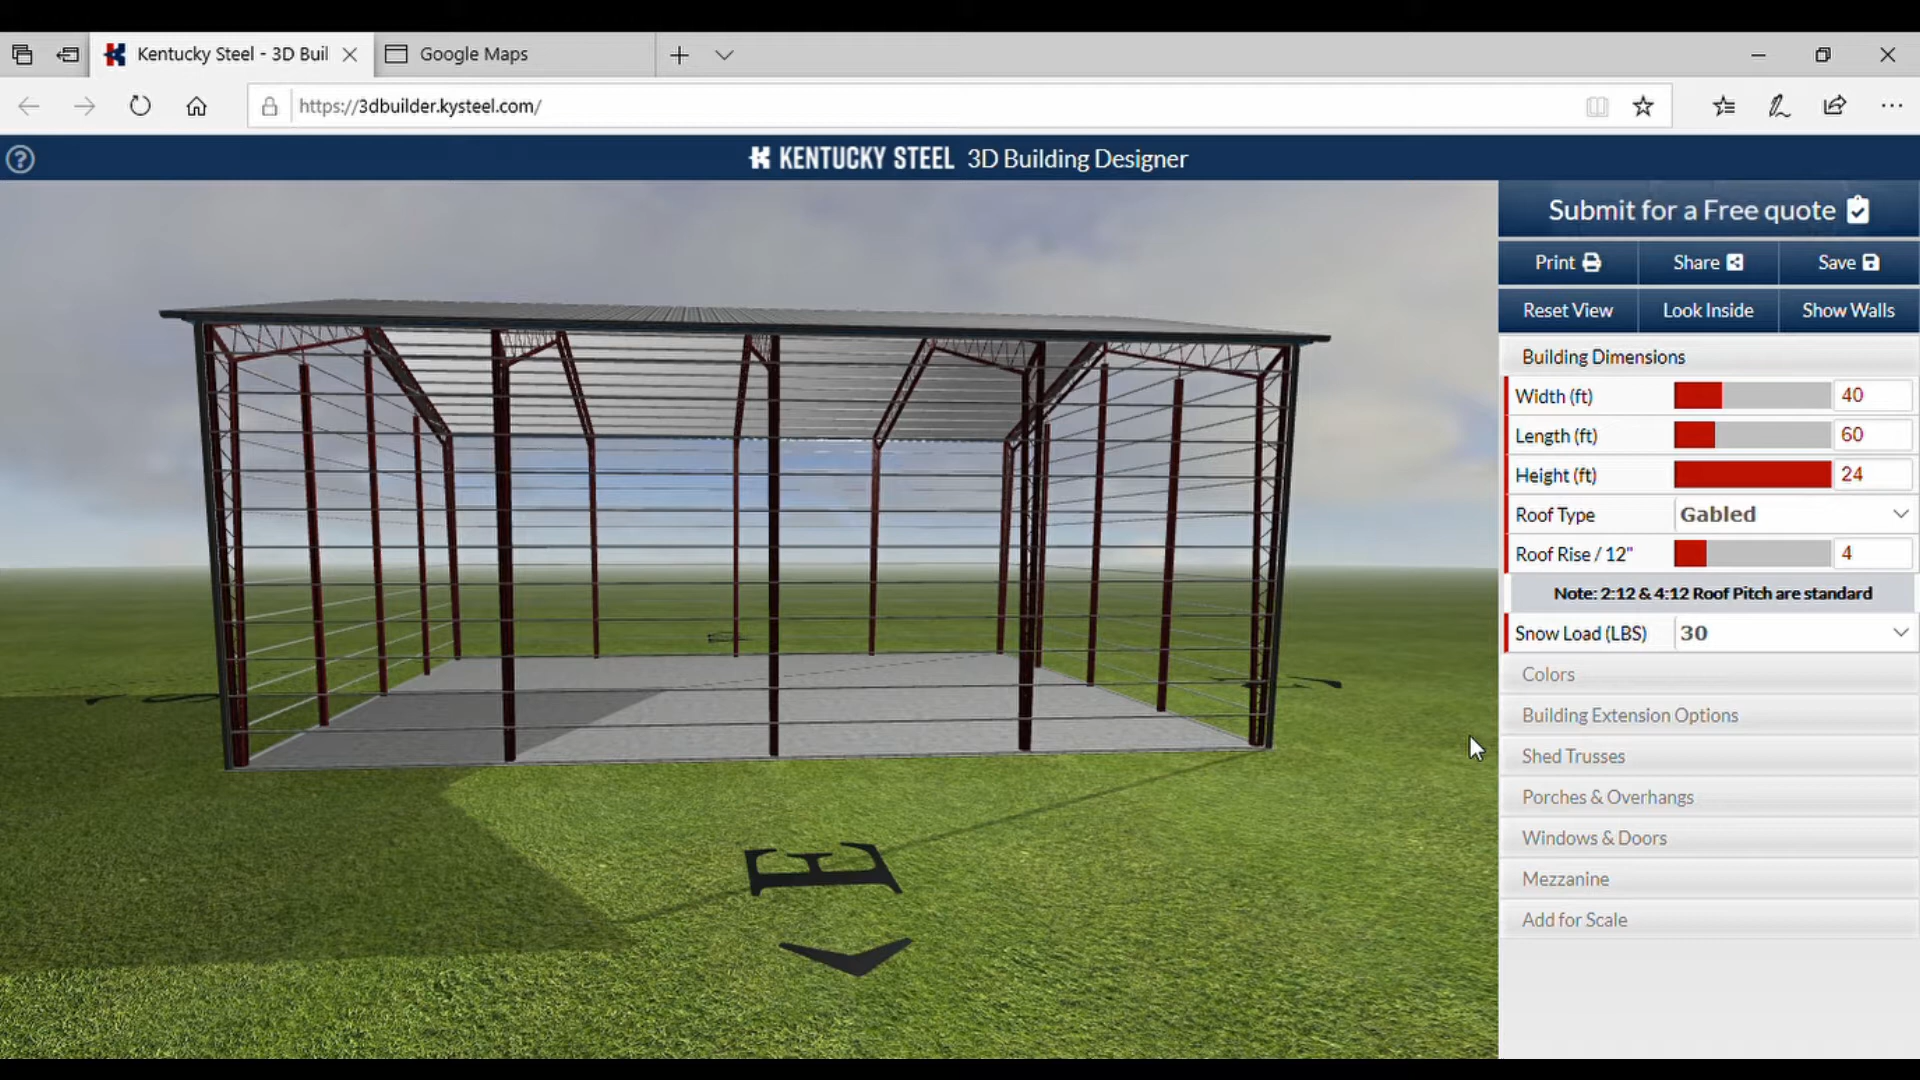 Kentucky Steel - 3D Buil
Google Maps
https://3dbuilder.kysteel.com/
KENTUCKY STEEL 3D Building Designer
Submit for a Free quote
Print
Share
Save
Reset View
Look Inside
Show Walls
Building Dimensions
Width (ft) 40
Length (ft) 60
Height (ft) 24
Roof Type Gabled
Roof Rise / 12" 4
Note: 2:12 & 4:12 Roof Pitch are standard
Snow Load (LBS) 30
Colors
Building Extension Options
Shed Trusses
Porches & Overhangs
Windows & Doors
Mezzanine
Add for Scale
E